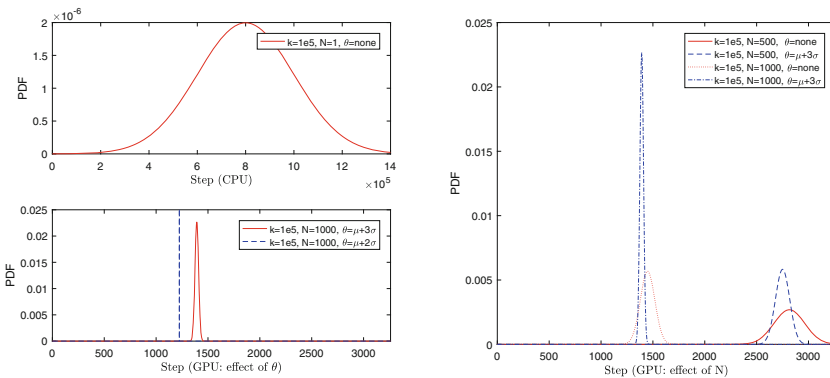 ×10⁻⁶
2
1.5
1
0.5
0
PDF
k=1e5, N=1, θ=none
0 2 4 6 8 10 12 14
×10⁵
Step (CPU)
0.025
0.02
0.015
0.01
0.005
0
PDF
k=1e5, N=1000, θ=μ+3σ
k=1e5, N=1000, θ=μ+2σ
0 500 1000 1500 2000 2500 3000
Step (GPU: effect of θ)
0.025
0.02
0.015
0.01
0.005
0
PDF
k=1e5, N=500, θ=none
k=1e5, N=500, θ=μ+3σ
k=1e5, N=1000, θ=none
k=1e5, N=1000, θ=μ+3σ
0 500 1000 1500 2000 2500 3000
Step (GPU: effect of N)